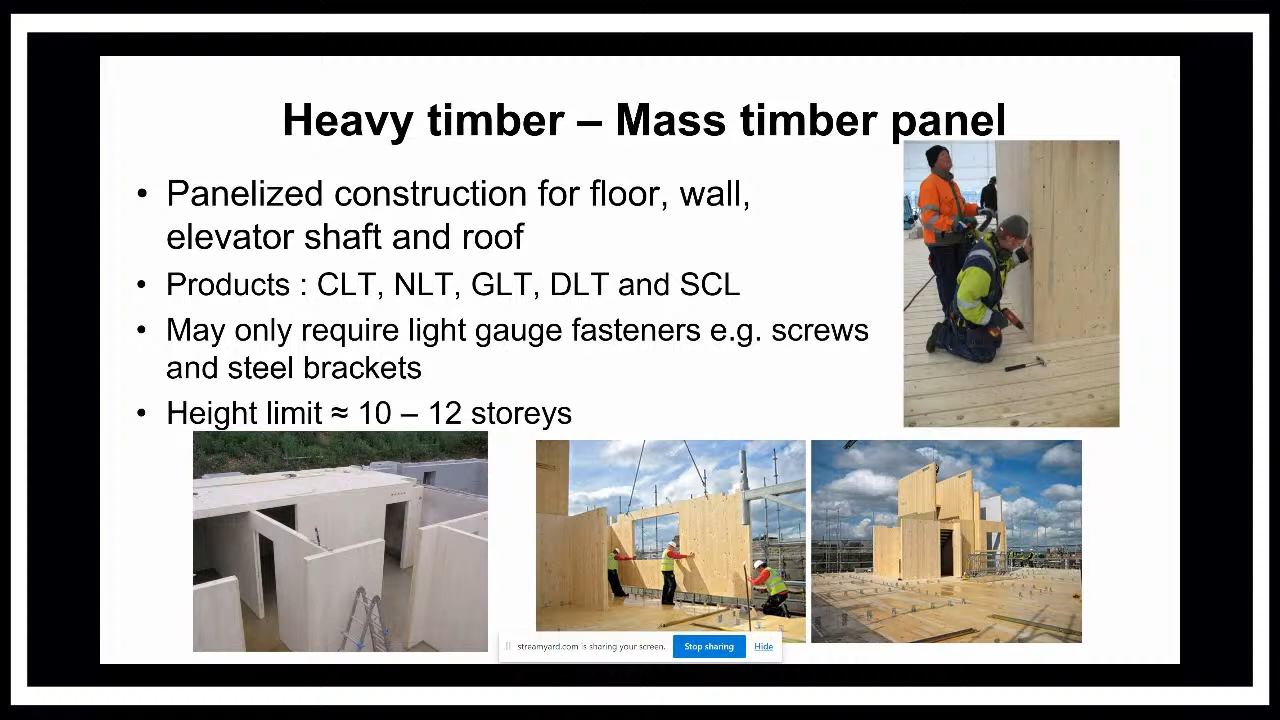 Heavy timber – Mass timber panel
• Panelized construction for floor, wall,
elevator shaft and roof
• Products : CLT, NLT, GLT, DLT and SCL
• May only require light gauge fasteners e.g. screws
and steel brackets
• Height limit ≈ 10 – 12 storeys
streamyard.com is sharing your screen.
Stop sharing
Hide